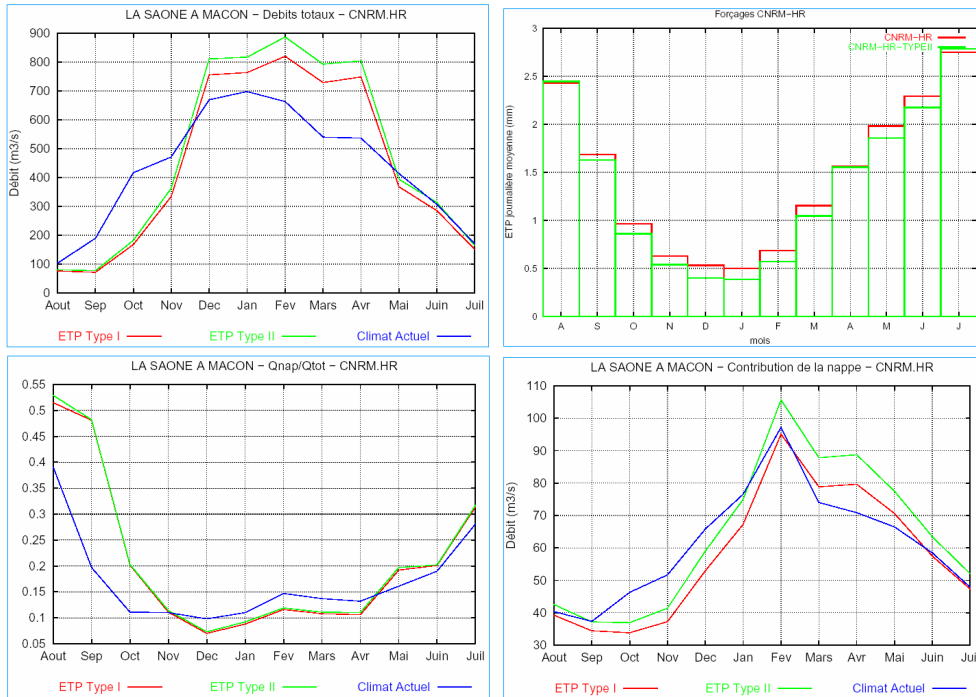 LA SAONE A MACON − Debits totaux − CNRM.HR
900
800
700
600
500
400
300
200
100
0
Débit (m3/s)
Aout Sep Oct Nov Dec Jan Fev Mars Avr Mai Juin Juil
ETP Type I
ETP Type II
Climat Actuel
Forçages CNRM−HR
CNRM−HR
CNRM−HR−TYPEII
3
2.5
2
1.5
1
0.5
0
ETP journalière moyenne (mm)
A S O N D J F M A M J J
mois
LA SAONE A MACON − Qnap/Qtot − CNRM.HR
0.55
0.5
0.45
0.4
0.35
0.3
0.25
0.2
0.15
0.1
0.05
Aout Sep Oct Nov Dec Jan Fev Mars Avr Mai Juin Juil
ETP Type I
ETP Type II
Climat Actuel
LA SAONE A MACON − Contribution de la nappe − CNRM.HR
110
100
90
80
70
60
50
40
30
Débit (m3/s)
Aout Sep Oct Nov Dec Jan Fev Mars Avr Mai Juin Juil
ETP Type I
ETP Type II
Climat Actuel